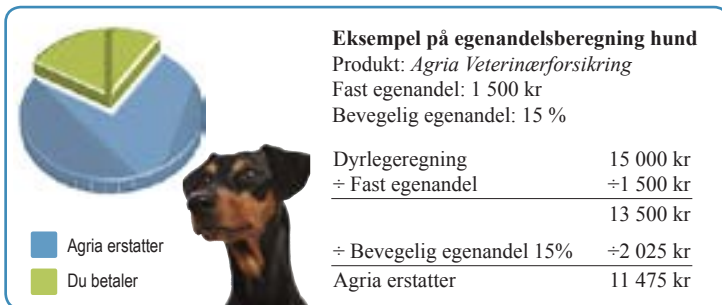 Eksempel på egenandelsberegning hund
Produkt: Agria Veterinærforsikring
Fast egenandel: 1 500 kr
Bevegelig egenandel: 15 %
Dyrlegeregning 15 000 kr
÷ Fast egenandel ÷1 500 kr
13 500 kr
÷ Bevegelig egenandel 15% ÷2 025 kr
Agria erstatter 11 475 kr
Agria erstatter
Du betaler